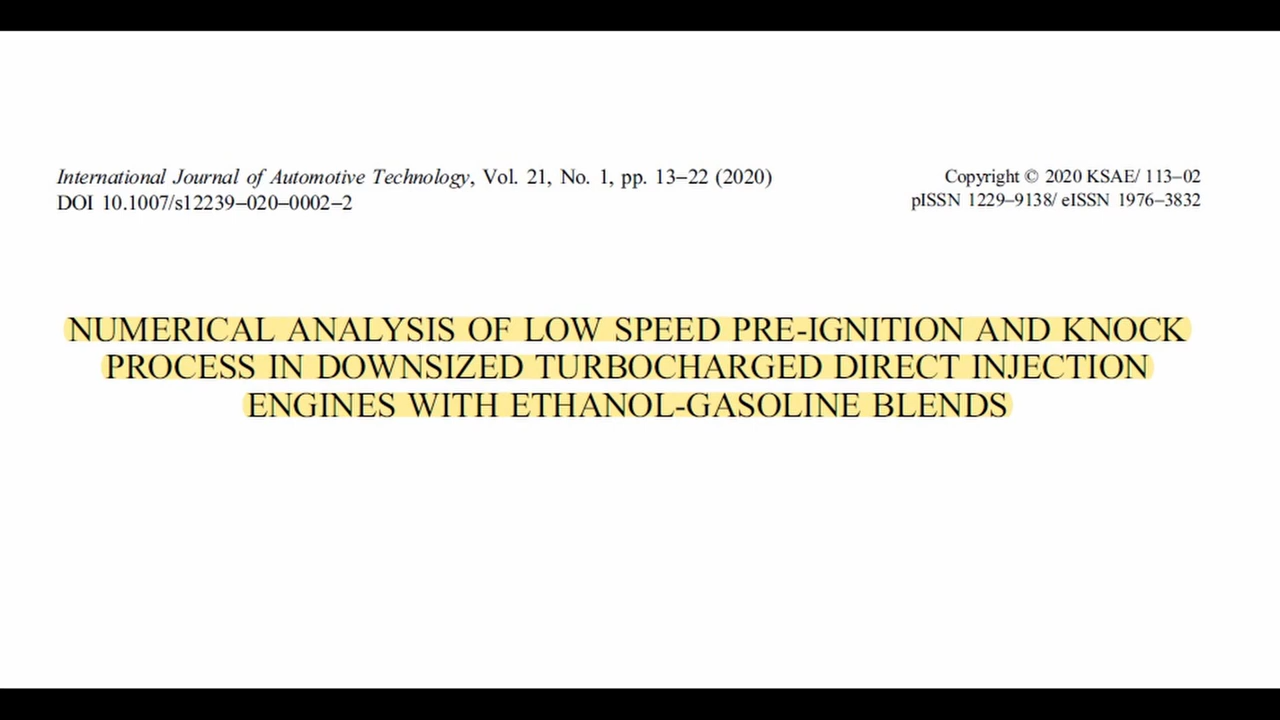 International Journal of Automotive Technology, Vol. 21, No. 1, pp. 13–22 (2020)
DOI 10.1007/s12239–020–0002–2
Copyright © 2020 KSAE/ 113–02
pISSN 1229–9138/ eISSN 1976–3832
NUMERICAL ANALYSIS OF LOW SPEED PRE-IGNITION AND KNOCK
PROCESS IN DOWNSIZED TURBOCHARGED DIRECT INJECTION
ENGINES WITH ETHANOL-GASOLINE BLENDS